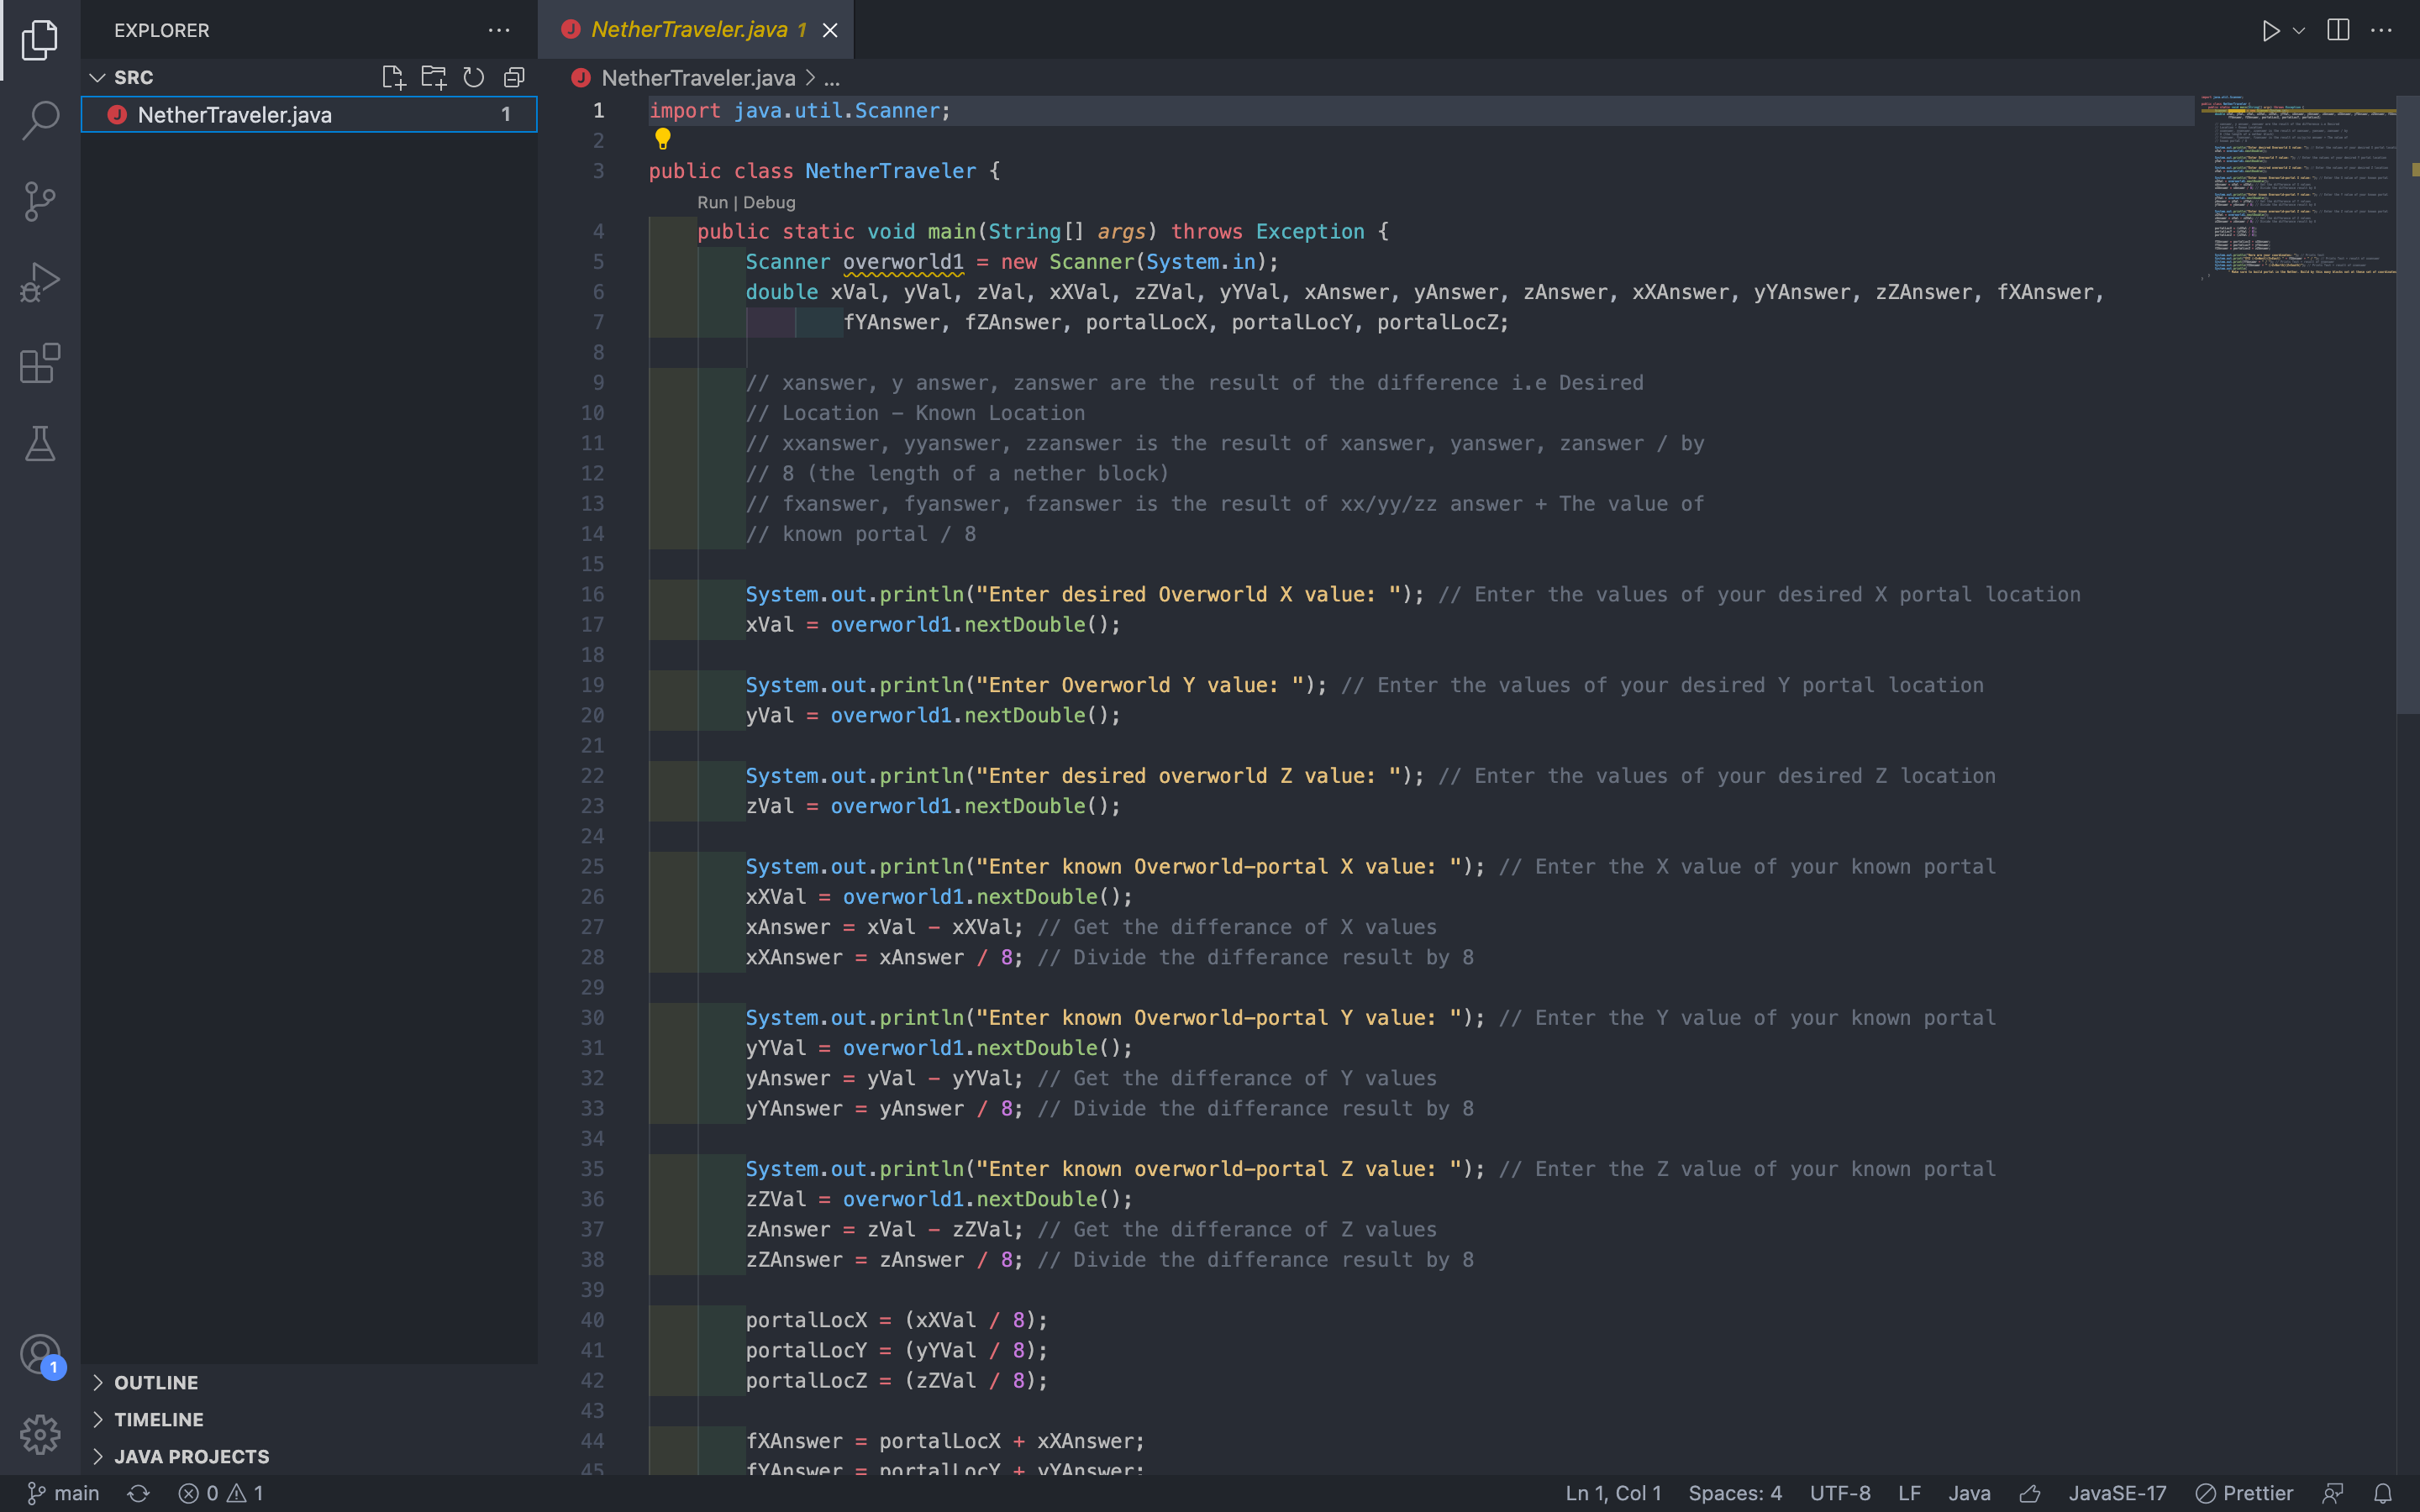 EXPLORER
SRC
NetherTraveler.java 1
OUTLINE
TIMELINE
JAVA PROJECTS
NetherTraveler.java 1
NetherTraveler.java > ...
1 import java.util.Scanner;
2
3 public class NetherTraveler {
Run | Debug
4 public static void main(String[] args) throws Exception {
5 Scanner overworld1 = new Scanner(System.in);
6 double xVal, yVal, zVal, xXVal, zZVal, yYVal, xAnswer, yAnswer, zAnswer, xXAnswer, yYAnswer, zZAnswer, fXAnswer,
7 fYAnswer, fZAnswer, portalLocX, portalLocY, portalLocZ;
8
9 // xanswer, y answer, zanswer are the result of the difference i.e Desired
10 // Location - Known Location
11 // xxanswer, yyanswer, zzanswer is the result of xanswer, yanswer, zanswer / by
12 // 8 (the length of a nether block)
13 // fxanswer, fyanswer, fzanswer is the result of xx/yy/zz answer + The value of
14 // known portal / 8
15
16 System.out.println("Enter desired Overworld X value: "); // Enter the values of your desired X portal location
17 xVal = overworld1.nextDouble();
18
19 System.out.println("Enter Overworld Y value: "); // Enter the values of your desired Y portal location
20 yVal = overworld1.nextDouble();
21
22 System.out.println("Enter desired overworld Z value: "); // Enter the values of your desired Z location
23 zVal = overworld1.nextDouble();
24
25 System.out.println("Enter known Overworld-portal X value: "); // Enter the X value of your known portal
26 xXVal = overworld1.nextDouble();
27 xAnswer = xVal - xXVal; // Get the differance of X values
28 xXAnswer = xAnswer / 8; // Divide the differance result by 8
29
30 System.out.println("Enter known Overworld-portal Y value: "); // Enter the Y value of your known portal
31 yYVal = overworld1.nextDouble();
32 yAnswer = yVal - yYVal; // Get the differance of Y values
33 yYAnswer = yAnswer / 8; // Divide the differance result by 8
34
35 System.out.println("Enter known overworld-portal Z value: "); // Enter the Z value of your known portal
36 zZVal = overworld1.nextDouble();
37 zAnswer = zVal - zZVal; // Get the differance of Z values
38 zZAnswer = zAnswer / 8; // Divide the differance result by 8
39
40 portalLocX = (xXVal / 8);
41 portalLocY = (yYVal / 8);
42 portalLocZ = (zZVal / 8);
43
44 fXAnswer = portalLocX + xXAnswer;
45 fYAnswer = portalLocY + yYAnswer;
1
main 0 1 Ln 1, Col 1 Spaces: 4 UTF-8 LF Java JavaSE-17 Prettier